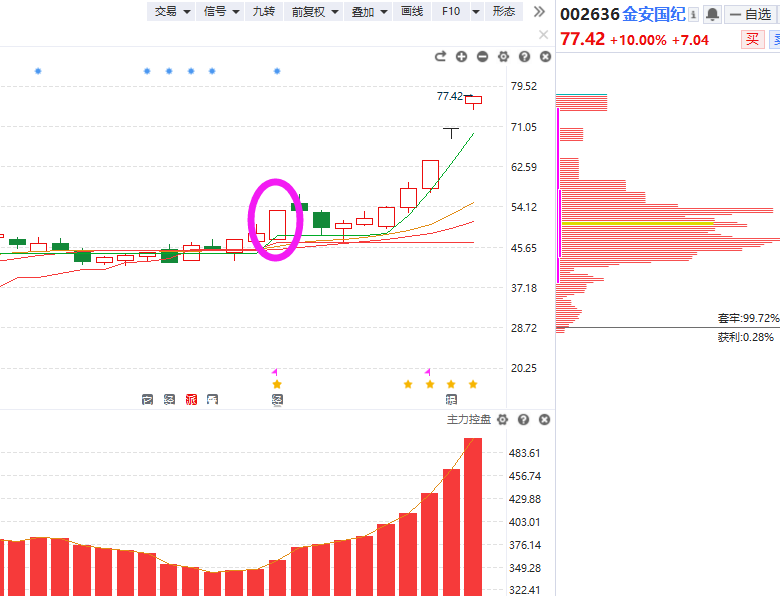 交易 信号 九转 前复权 叠加 画线 F10 形态
002636 金安国纪 自选
77.42 +10.00% +7.04 买 卖
79.52
77.42
71.05
62.59
54.12
45.65
37.18
28.72
20.25
套牢:99.72%
获利:0.28%
派
主力控盘
483.61
456.74
429.88
403.01
376.14
349.28
322.41